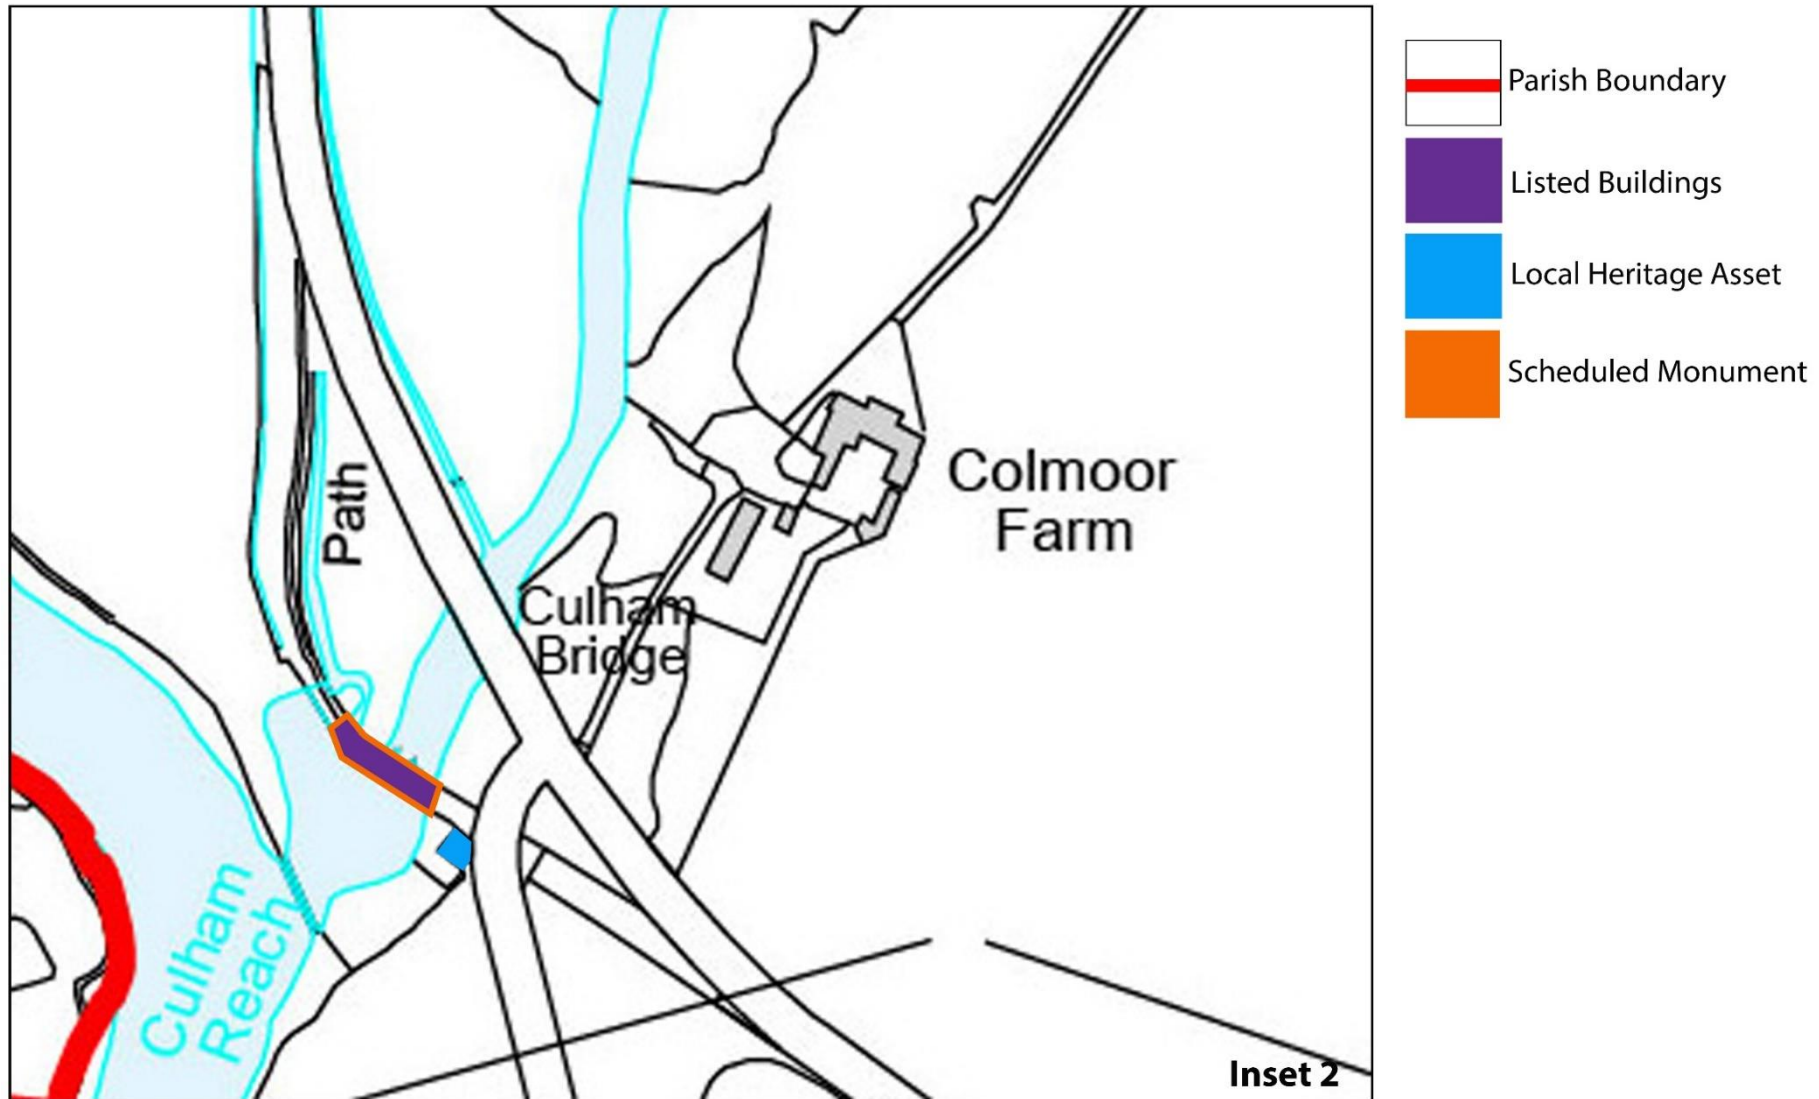 Parish Boundary
Listed Buildings
Local Heritage Asset
Scheduled Monument
Path
Colmoor
Farm
Culham
Bridge
Culham
Reach
Inset 2